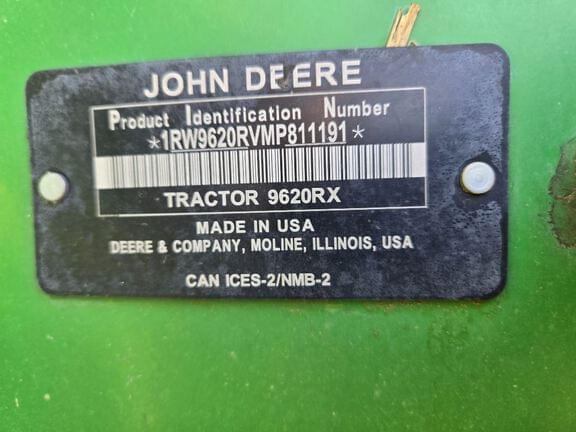 JOHN DEERE
Product Identification Number
*1RW9620RVMP811191*
TRACTOR 9620RX
MADE IN USA
DEERE & COMPANY, MOLINE, ILLINOIS, USA
CAN ICES-2/NMB-2